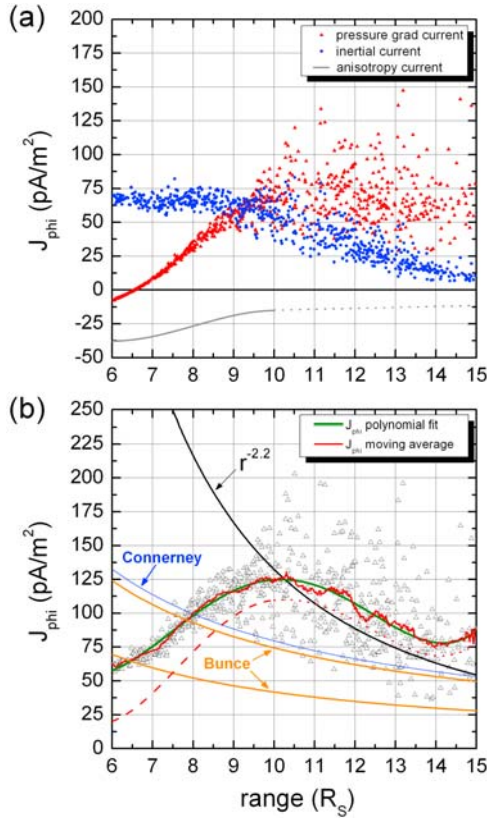 (a)
200
175
150
125
100
75
50
25
0
-25
-50
J_phi (pA/m²)
pressure grad current
inertial current
anisotropy current
6 7 8 9 10 11 12 13 14 15
(b)
250
225
200
175
150
125
100
75
50
25
0
J_phi (pA/m²)
J_phi polynomial fit
J_phi moving average
r^-2.2
Connerney
Bunce
6 7 8 9 10 11 12 13 14 15
range (R_S)